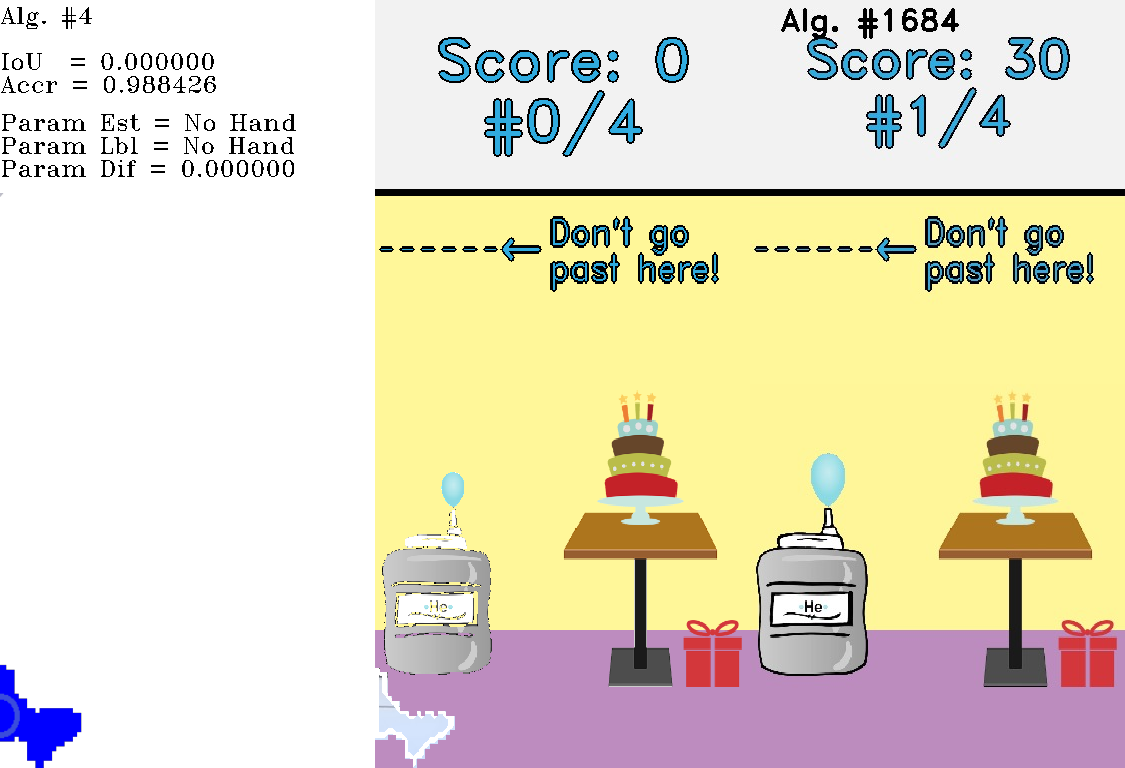 Alg. #4
IoU = 0.000000
Accr = 0.988426
Param Est = No Hand
Param Lbl = No Hand
Param Dif = 0.000000
Score: 0
#0/4
Don't go
past here!
He
Alg. #1684
Score: 30
#1/4
Don't go
past here!
He